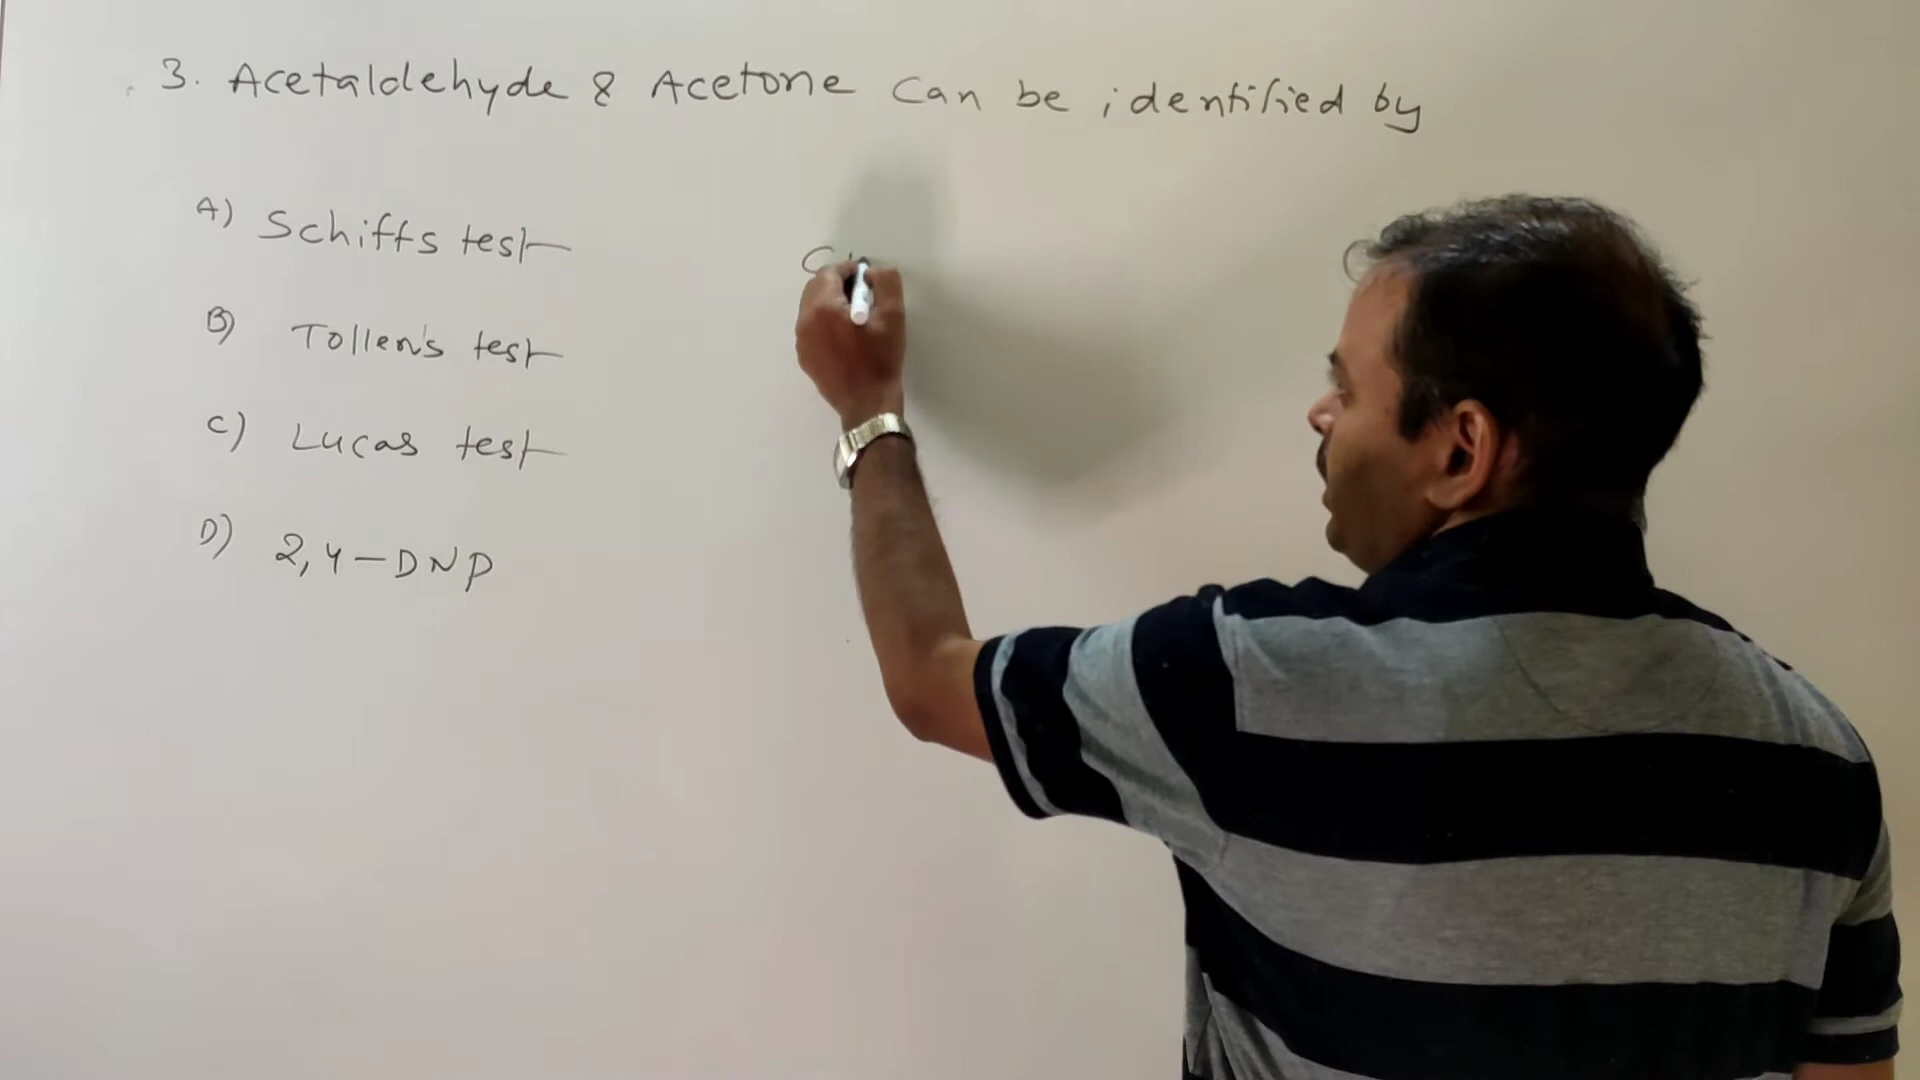 3. Acetaldehyde & Acetone Can be identified by
A) Schiffs test
B) Tollen's test
C) Lucas test
D) 2,4-DNP